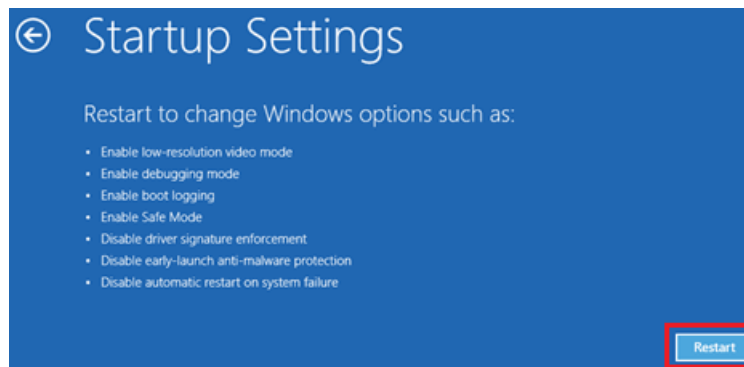 Startup Settings
Restart to change Windows options such as:
• Enable low-resolution video mode
• Enable debugging mode
• Enable boot logging
• Enable Safe Mode
• Disable driver signature enforcement
• Disable early-launch anti-malware protection
• Disable automatic restart on system failure
Restart